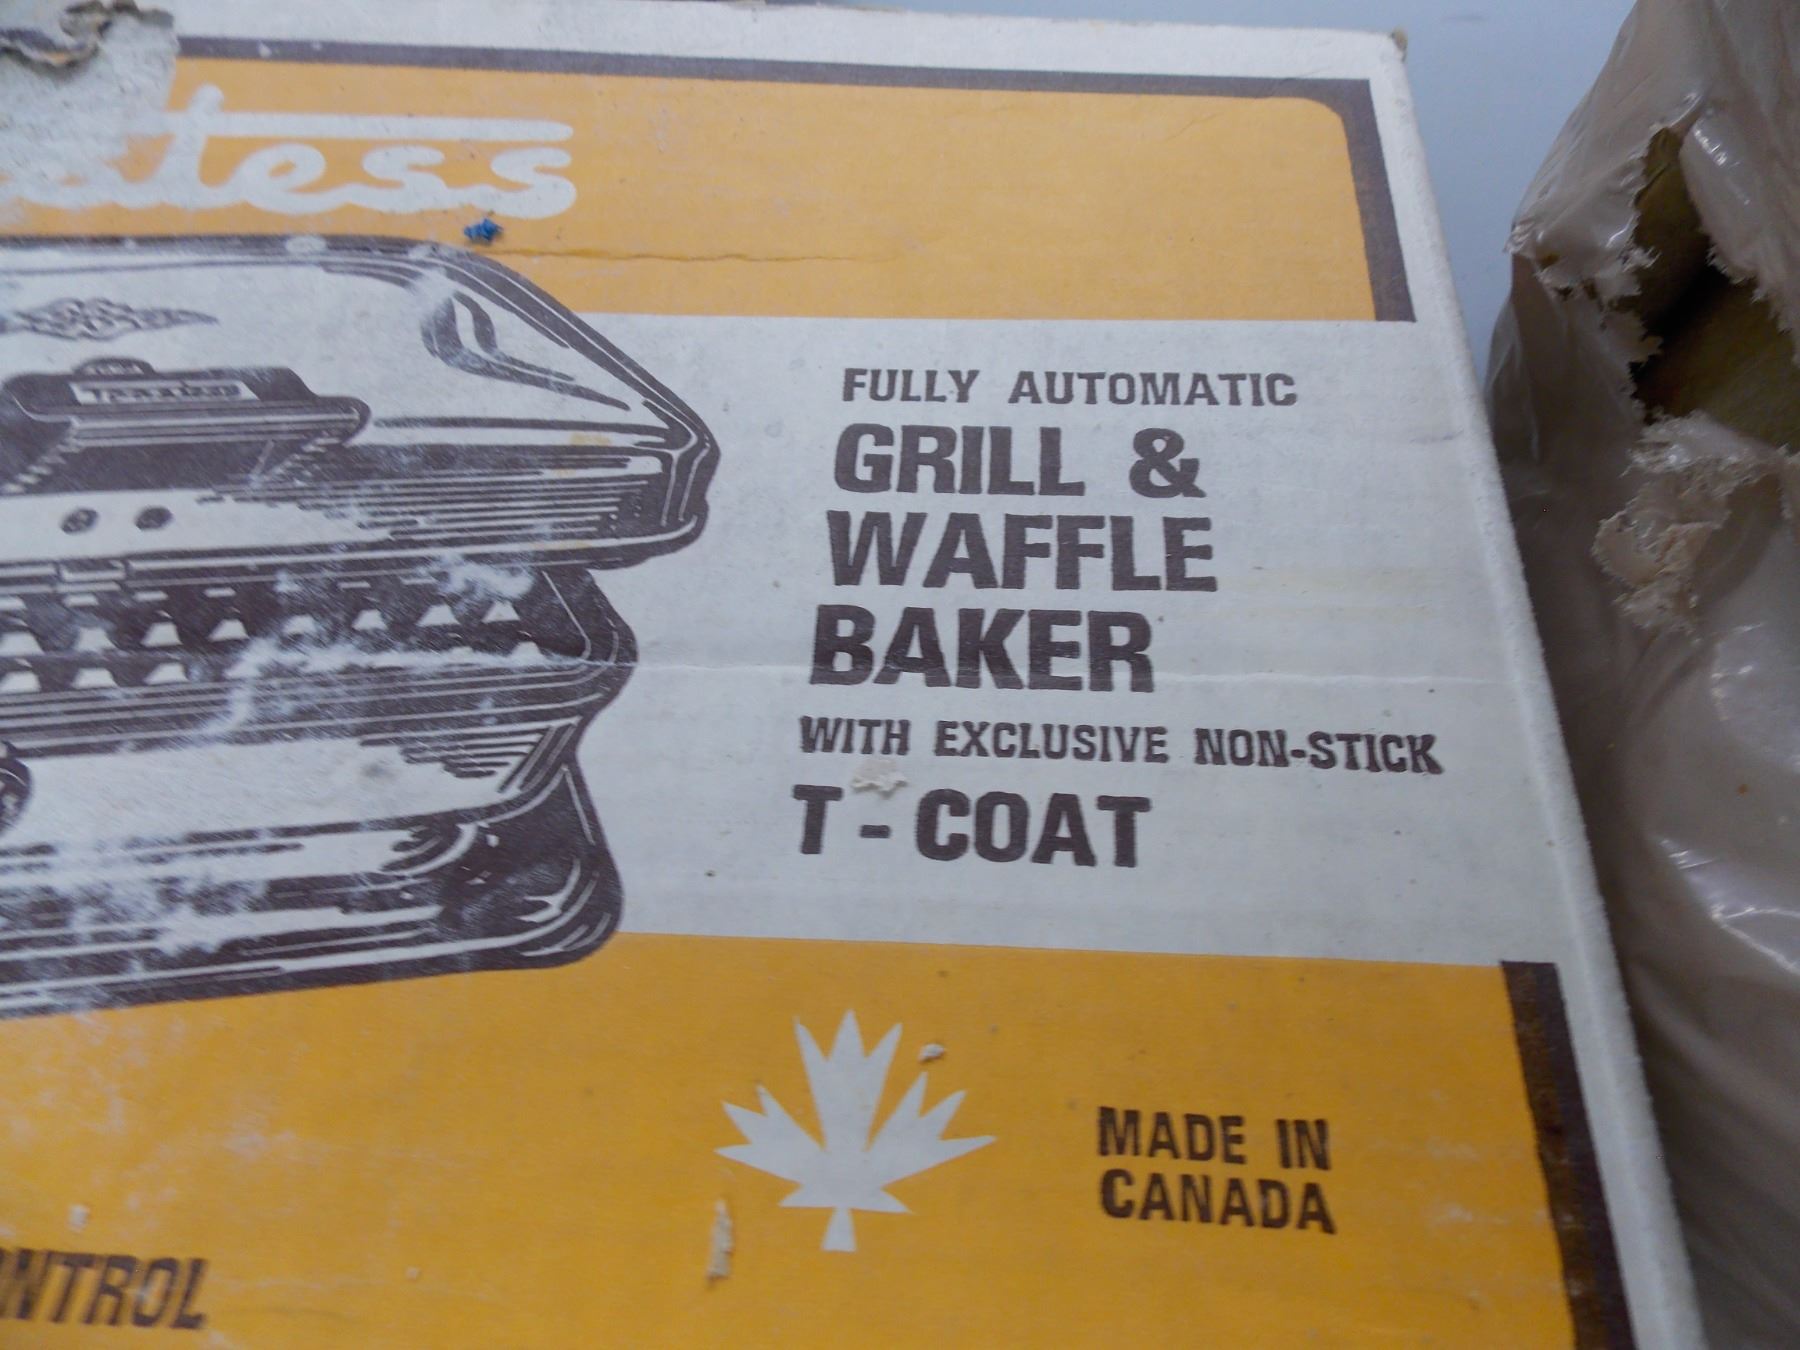 FULLY AUTOMATIC
GRILL &
WAFFLE
BAKER
WITH EXCLUSIVE NON-STICK
T-COAT
MADE IN
CANADA